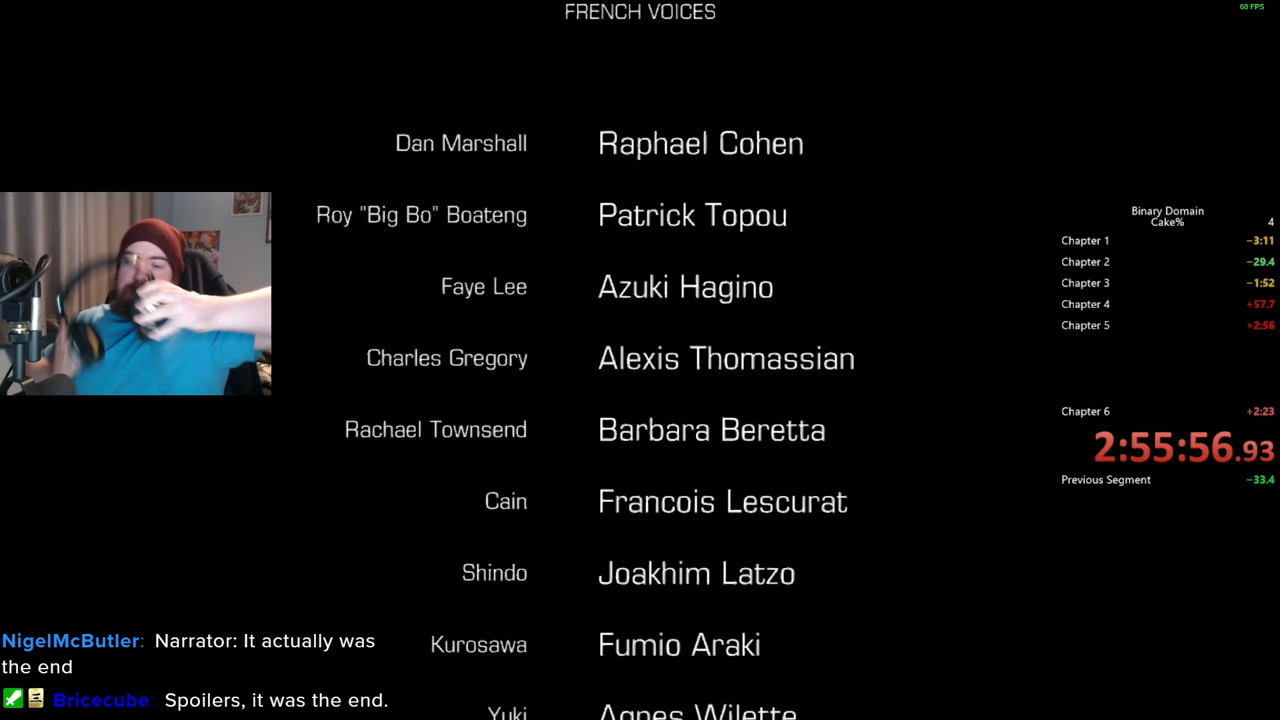 FRENCH VOICES
60 FPS
Dan Marshall Raphael Cohen
Roy "Big Bo" Boateng Patrick Topou
Faye Lee Azuki Hagino
Charles Gregory Alexis Thomassian
Rachael Townsend Barbara Beretta
Cain Francois Lescurat
Shindo Joakhim Latzo
Kurosawa Fumio Araki
Yuki Agnes Wilette
Binary Domain
Cake% 4
Chapter 1 −3:11
Chapter 2 −29.4
Chapter 3 −1:52
Chapter 4 +57.7
Chapter 5 +2:56
Chapter 6 +2:23
2:55:56.93
Previous Segment −33.4
NigelMcButler: Narrator: It actually was
the end
Bricecube: Spoilers, it was the end.